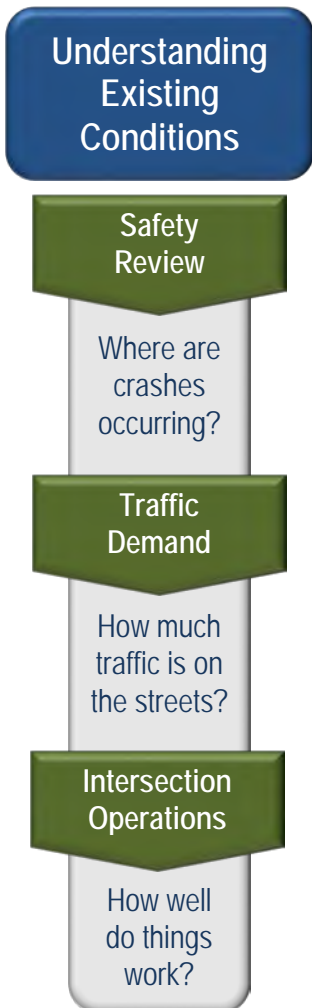 Understanding
Existing
Conditions
Safety
Review
Where are
crashes
occurring?
Traffic
Demand
How much
traffic is on
the streets?
Intersection
Operations
How well
do things
work?